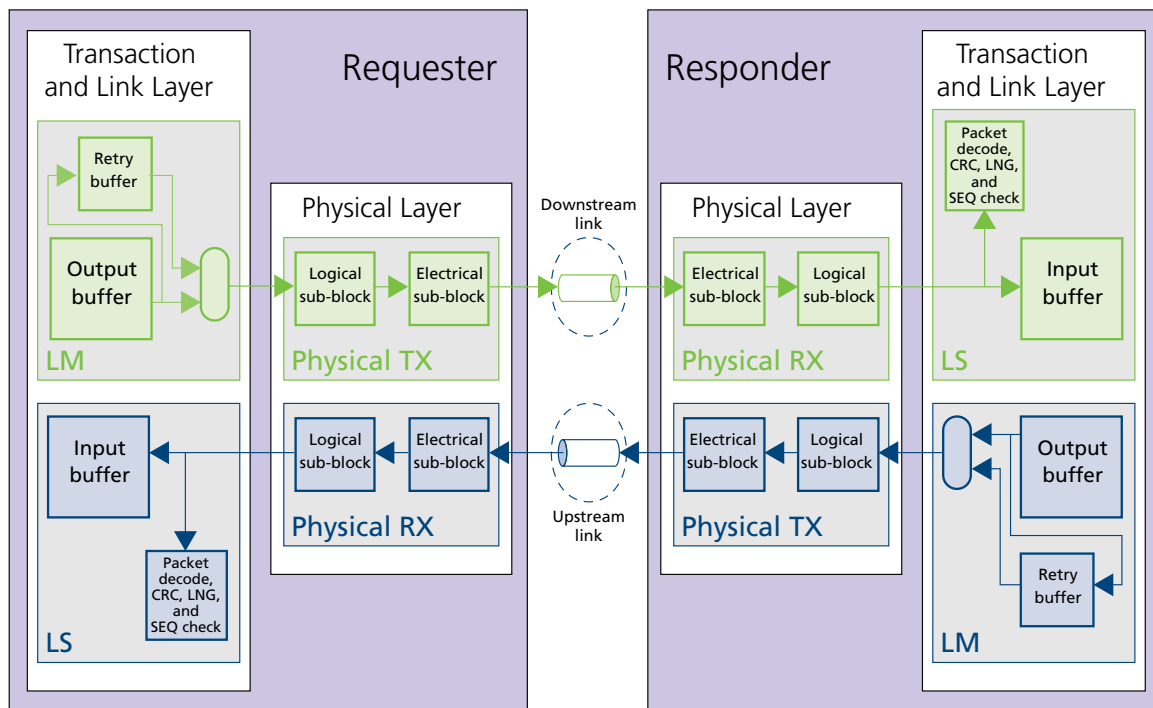 Requester
Transaction
and Link Layer
Retry
buffer
Output
buffer
LM
Input
buffer
Packet
decode,
CRC, LNG,
and
SEQ check
LS
Physical Layer
Logical
sub-block
Electrical
sub-block
Physical TX
Logical
sub-block
Electrical
sub-block
Physical RX
Downstream
link
Upstream
link
Responder
Physical Layer
Electrical
sub-block
Logical
sub-block
Physical RX
Electrical
sub-block
Logical
sub-block
Physical TX
Transaction
and Link Layer
Packet
decode,
CRC, LNG,
and
SEQ check
Input
buffer
LS
Output
buffer
Retry
buffer
LM